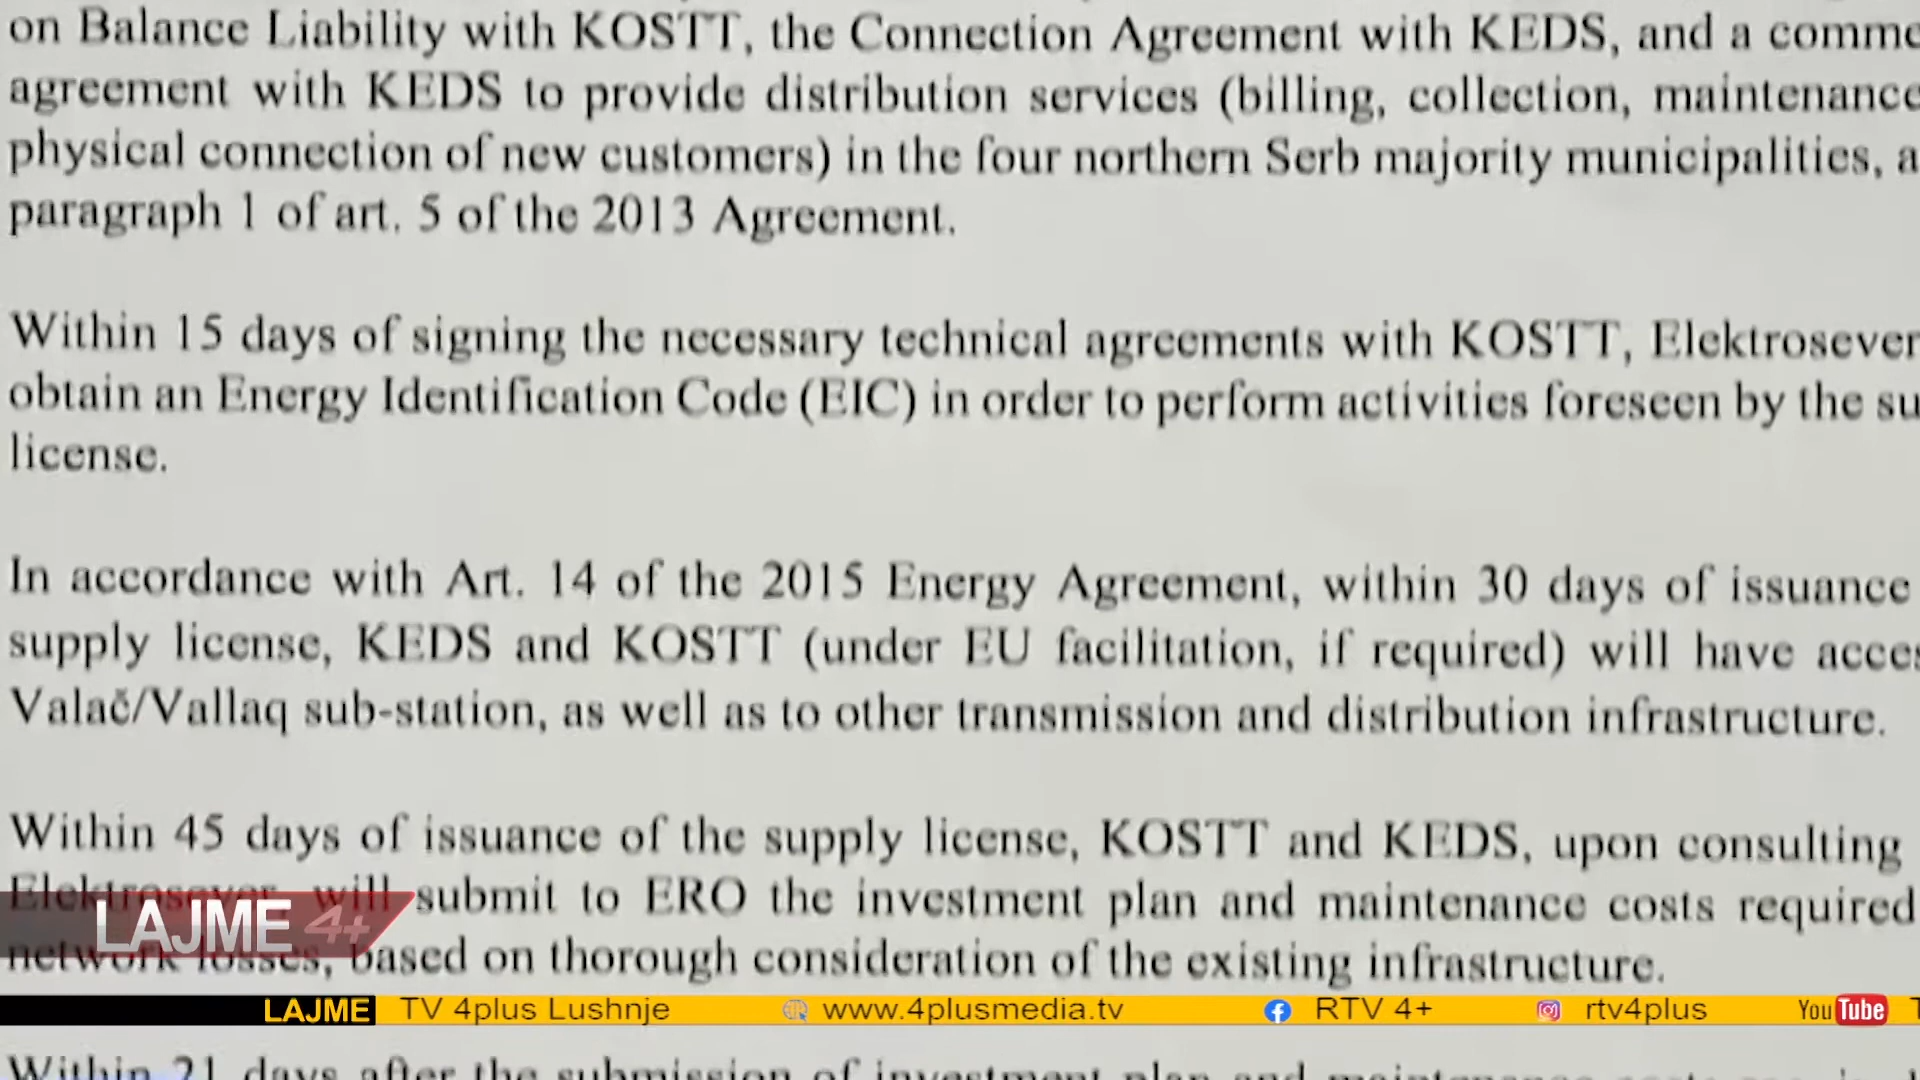 on Balance Liability with KOSTT, the Connection Agreement with KEDS, and a comme
agreement with KEDS to provide distribution services (billing, collection, maintenance
physical connection of new customers) in the four northern Serb majority municipalities, a
paragraph 1 of art. 5 of the 2013 Agreement.
Within 15 days of signing the necessary technical agreements with KOSTT, Elektrosever
obtain an Energy Identification Code (EIC) in order to perform activities foreseen by the su
license.
In accordance with Art. 14 of the 2015 Energy Agreement, within 30 days of issuance
supply license, KEDS and KOSTT (under EU facilitation, if required) will have acces
Valač/Vallaq sub-station, as well as to other transmission and distribution infrastructure.
Within 45 days of issuance of the supply license, KOSTT and KEDS, upon consulting
Elektrosever, will submit to ERO the investment plan and maintenance costs required
LAJME 4+
network losses, based on thorough consideration of the existing infrastructure.
LAJME TV 4plus Lushnje www.4plusmedia.tv RTV 4+ rtv4plus YouTube T
Within 21 days after the submission of investment plan and maintenance costs